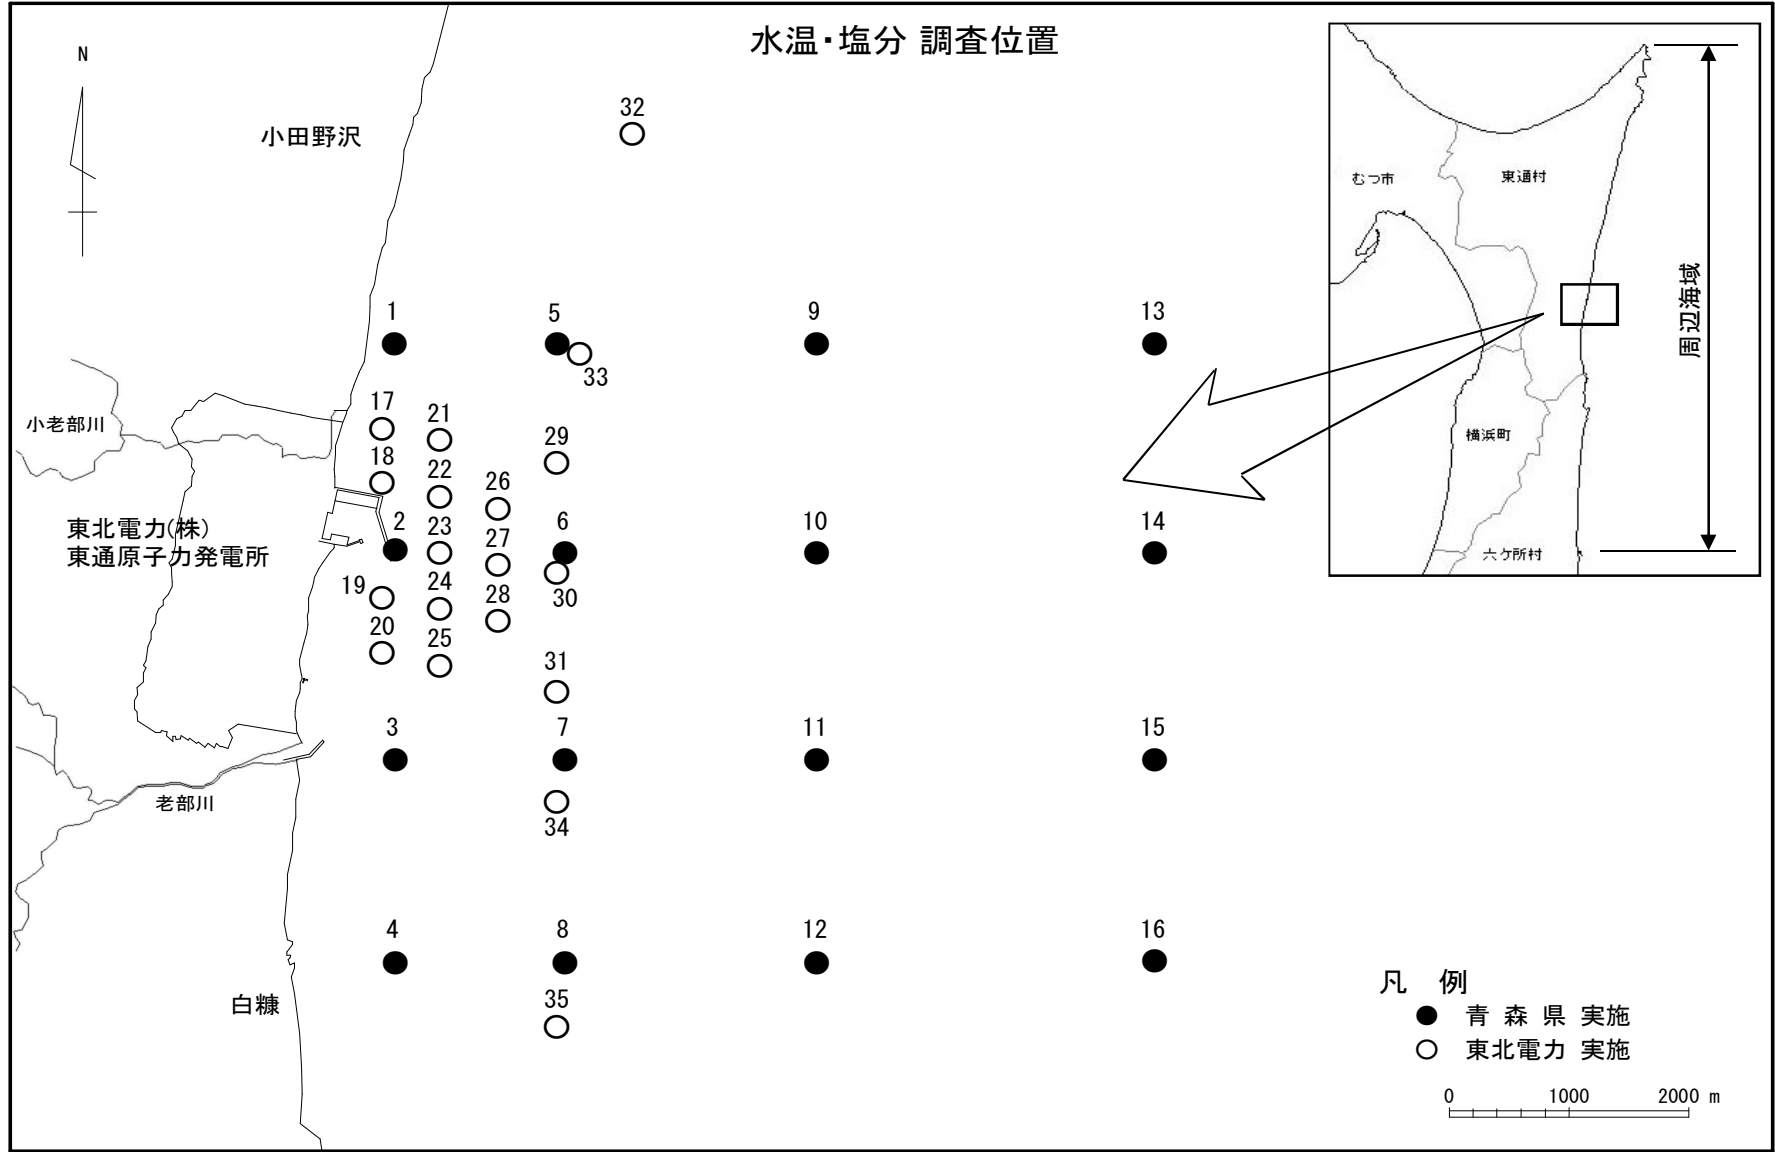 水温・塩分 調査位置
N
小田野沢
32
むつ市
東通村
周辺海域
横浜町
六ケ所村
1
5
9
13
33
小老部川
17
21
29
18
22
26
東北電力(株)
東通原子力発電所
2
23
27
6
10
14
19
24
28
30
20
25
31
3
7
11
15
老部川
34
4
8
12
16
白糠
35
凡 例
● 青 森 県 実施
○ 東北電力 実施
0 1000 2000 m